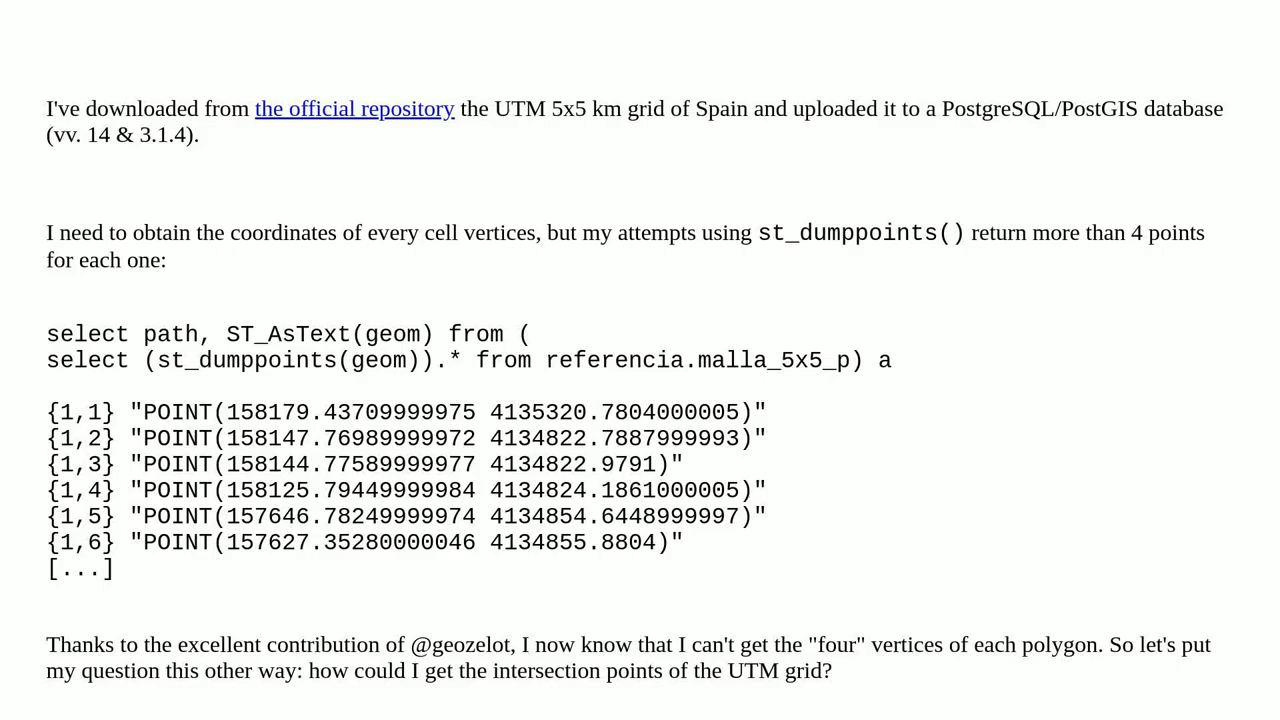 I've downloaded from the official repository the UTM 5x5 km grid of Spain and uploaded it to a PostgreSQL/PostGIS database
(vv. 14 & 3.1.4).
I need to obtain the coordinates of every cell vertices, but my attempts using st_dumppoints() return more than 4 points
for each one:
select path, ST_AsText(geom) from (
select (st_dumppoints(geom)).* from referencia.malla_5x5_p) a
{1,1} "POINT(158179.43709999975 4135320.7804000005)"
{1,2} "POINT(158147.76989999972 4134822.7887999993)"
{1,3} "POINT(158144.77589999977 4134822.9791)"
{1,4} "POINT(158125.79449999984 4134824.1861000005)"
{1,5} "POINT(157646.78249999974 4134854.6448999997)"
{1,6} "POINT(157627.35280000046 4134855.8804)"
[...]
Thanks to the excellent contribution of @geozelot, I now know that I can't get the "four" vertices of each polygon. So let's put
my question this other way: how could I get the intersection points of the UTM grid?